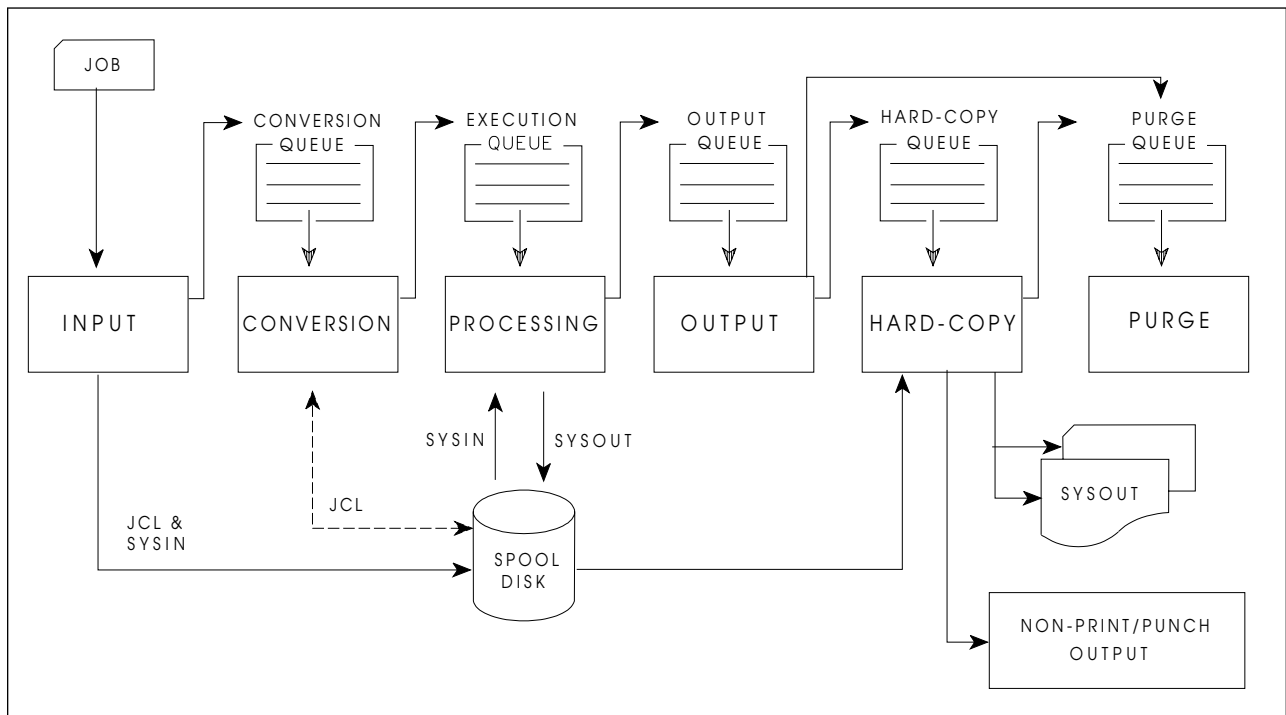 JOB
CONVERSION
QUEUE
EXECUTION
QUEUE
OUTPUT
QUEUE
HARD-COPY
QUEUE
PURGE
QUEUE
INPUT
CONVERSION
PROCESSING
OUTPUT
HARD-COPY
PURGE
SYSIN
SYSOUT
JCL
JCL &
SYSIN
SPOOL
DISK
SYSOUT
NON-PRINT/PUNCH
OUTPUT